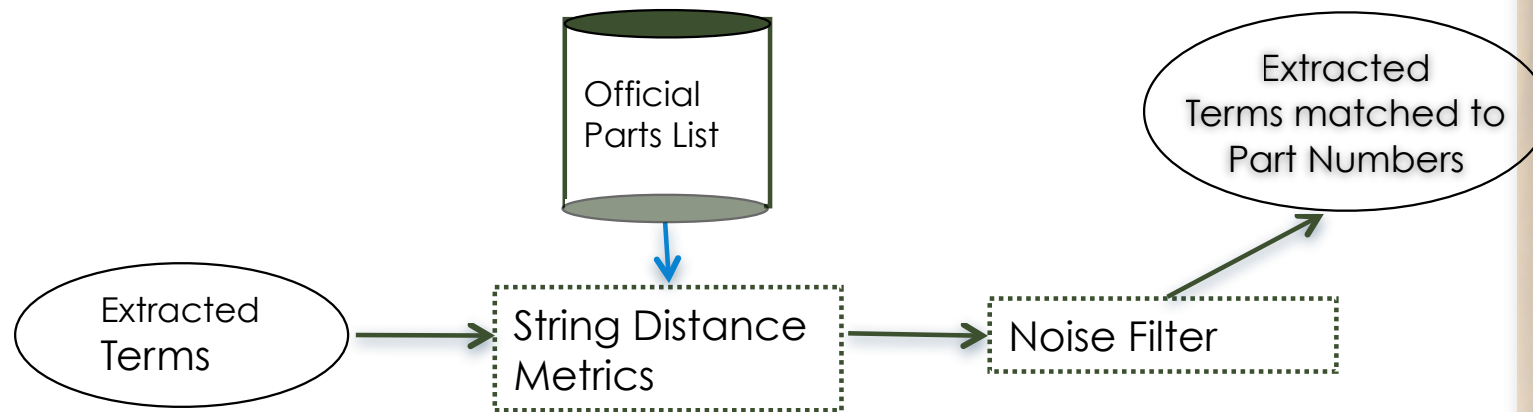 Official
Parts List
Extracted
Terms matched to
Part Numbers
Extracted
Terms
String Distance
Metrics
Noise Filter